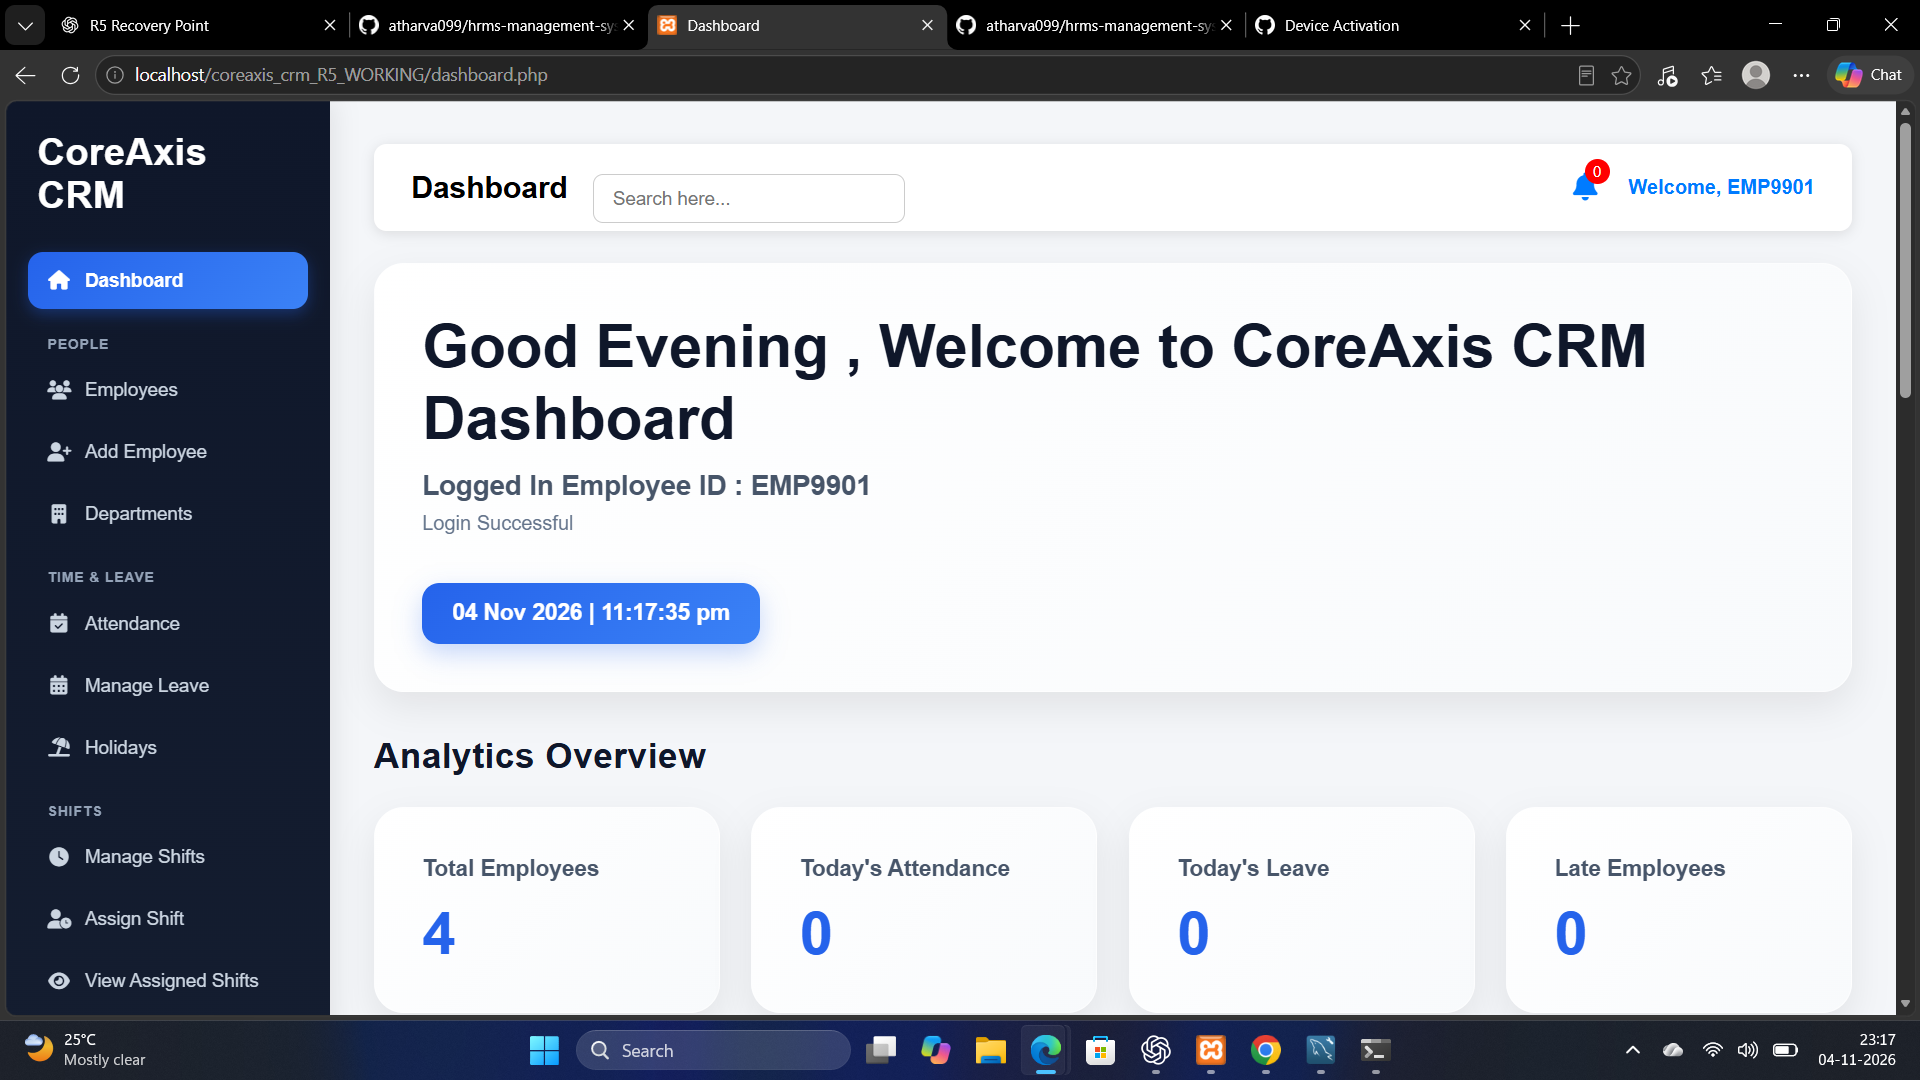 R5 Recovery Point
atharva099/hrms-management-sys
Dashboard
atharva099/hrms-management-sys
Device Activation
localhost/coreaxis_crm_R5_WORKING/dashboard.php
Chat
CoreAxis
CRM
Dashboard
PEOPLE
Employees
Add Employee
Departments
TIME & LEAVE
Attendance
Manage Leave
Holidays
SHIFTS
Manage Shifts
Assign Shift
View Assigned Shifts
Dashboard
Search here...
0
Welcome, EMP9901
Good Evening , Welcome to CoreAxis CRM
Dashboard
Logged In Employee ID : EMP9901
Login Successful
04 Nov 2026 | 11:17:35 pm
Analytics Overview
Total Employees
4
Today's Attendance
0
Today's Leave
0
Late Employees
0
25°C
Mostly clear
Search
23:17
04-11-2026